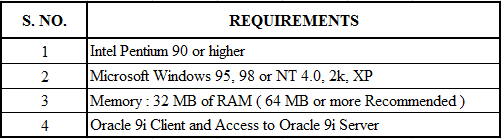 S. NO. REQUIREMENTS
1 Intel Pentium 90 or higher
2 Microsoft Windows 95, 98 or NT 4.0, 2k, XP
3 Memory : 32 MB of RAM ( 64 MB or more Recommended )
4 Oracle 9i Client and Access to Oracle 9i Server